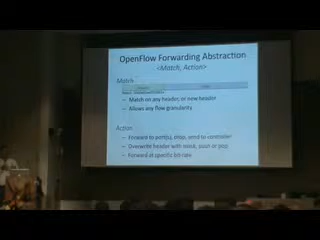 OpenFlow Forwarding Abstraction
<Match, Action>
Match
– Match on any header, or new header
– Allows any flow granularity
Action
– Forward to port(s), drop, send to controller
– Overwrite header with mask, push or pop
– Forward at specific bit-rate